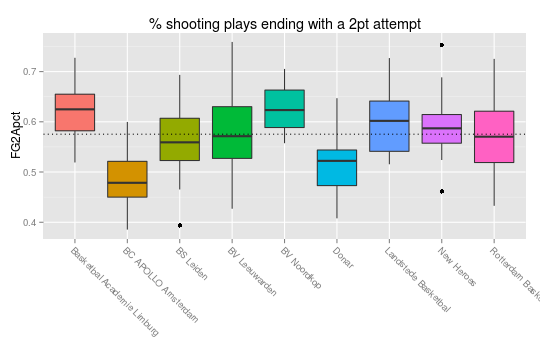 % shooting plays ending with a 2pt attempt
FG2Apct
0.7
0.6
0.5
0.4
Basketbal Academie Limburg
BC APOLLO Amsterdam
BS Leiden
BV Leeuwarden
BV Noordkop
Donar
Landstede Basketbal
New Heroes
Rotterdam